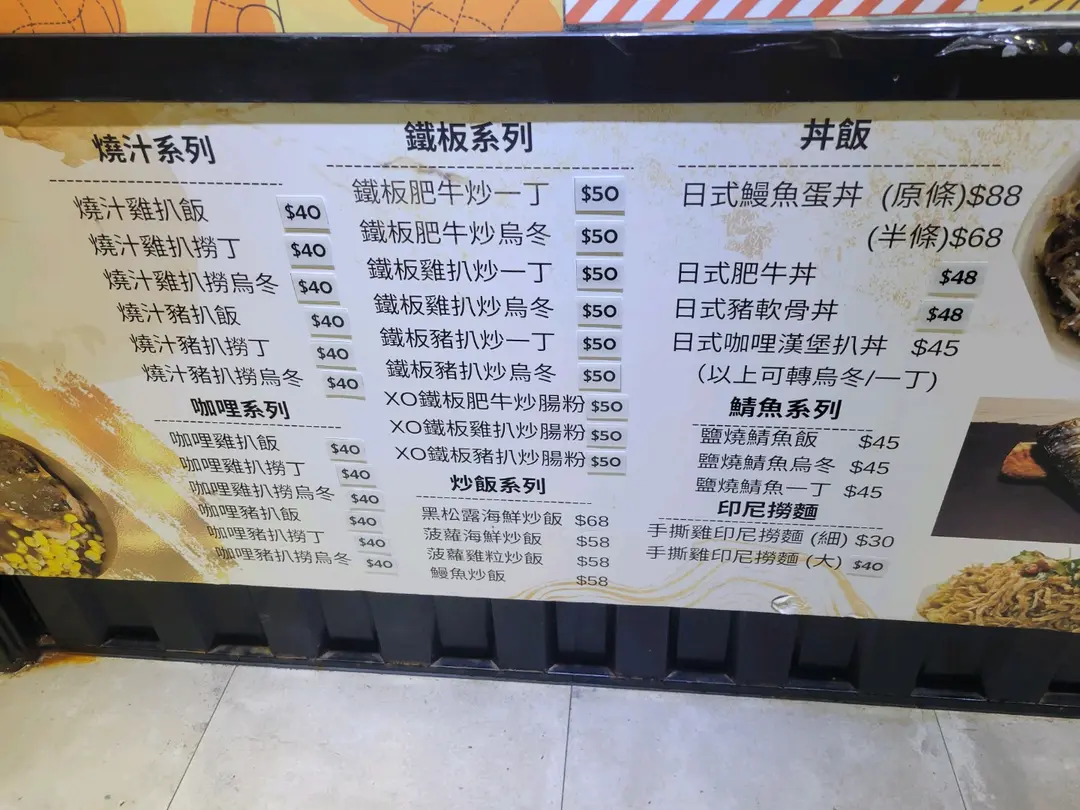 燒汁系列
燒汁雞扒飯 $40
燒汁雞扒撈丁 $40
燒汁雞扒撈烏冬 $40
燒汁豬扒飯 $40
燒汁豬扒撈丁 $40
燒汁豬扒撈烏冬 $40
咖哩系列
咖哩雞扒飯 $40
咖哩雞扒撈丁 $40
咖哩雞扒撈烏冬 $40
咖哩豬扒飯 $40
咖哩豬扒撈丁 $40
咖哩豬扒撈烏冬 $40
鐵板系列
鐵板肥牛炒一丁 $50
鐵板肥牛炒烏冬 $50
鐵板雞扒炒一丁 $50
鐵板雞扒炒烏冬 $50
鐵板豬扒炒一丁 $50
鐵板豬扒炒烏冬 $50
XO鐵板肥牛炒腸粉 $50
XO鐵板雞扒炒腸粉 $50
XO鐵板豬扒炒腸粉 $50
炒飯系列
黑松露海鮮炒飯 $68
菠蘿海鮮炒飯 $58
菠蘿雞粒炒飯 $58
鰻魚炒飯 $58
丼飯
日式鰻魚蛋丼 (原條)$88
(半條)$68
日式肥牛丼 $48
日式豬軟骨丼 $48
日式咖哩漢堡扒丼 $45
(以上可轉烏冬/一丁)
鯖魚系列
鹽燒鯖魚飯 $45
鹽燒鯖魚烏冬 $45
鹽燒鯖魚一丁 $45
印尼撈麵
手撕雞印尼撈麵 (細) $30
手撕雞印尼撈麵 (大) $40